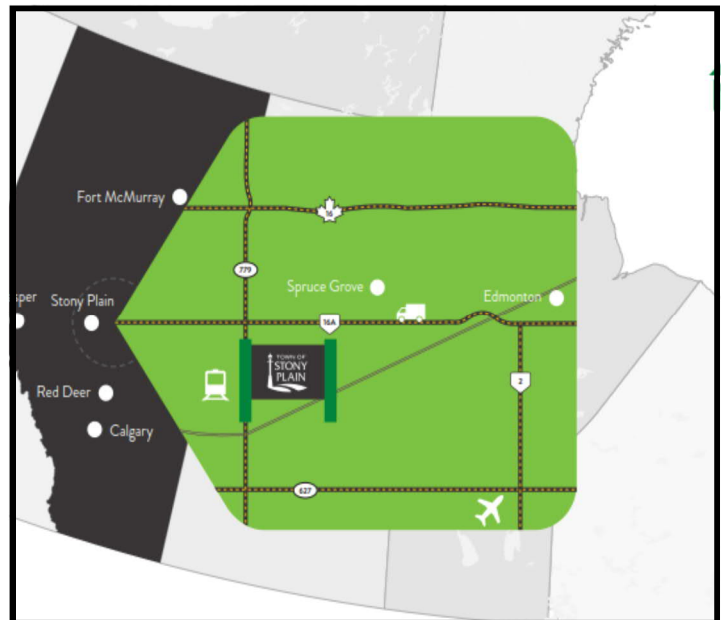 Fort McMurray
16
779
Spruce Grove
Edmonton
sper
Stony Plain
16A
TOWN OF
STONY
PLAIN
2
Red Deer
Calgary
627